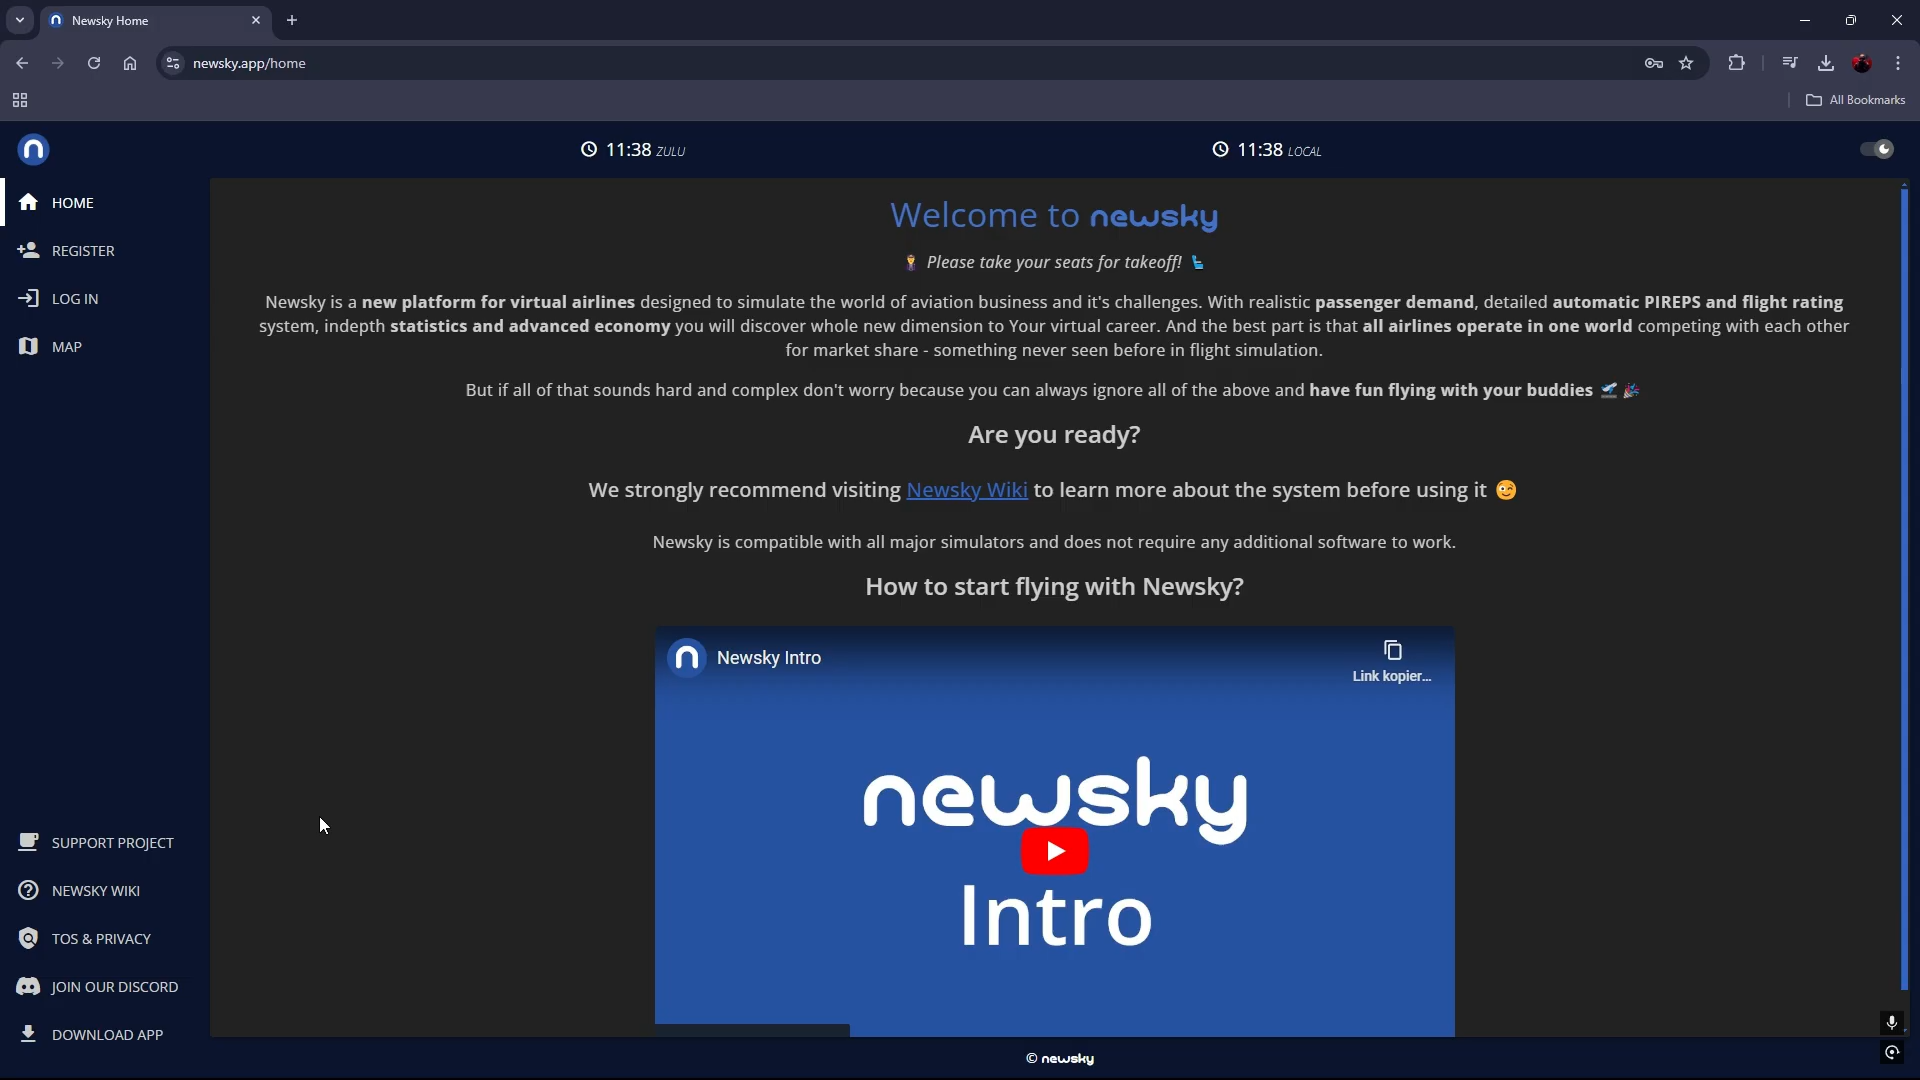 Newsky Home
newsky.app/home
All Bookmarks
11:38 ZULU
11:38 LOCAL
HOME
REGISTER
LOG IN
MAP
SUPPORT PROJECT
NEWSKY WIKI
TOS & PRIVACY
JOIN OUR DISCORD
DOWNLOAD APP
Welcome to newsky
Please take your seats for takeoff!
Newsky is a new platform for virtual airlines designed to simulate the world of aviation business and it's challenges. With realistic passenger demand, detailed automatic PIREPS and flight rating
system, indepth statistics and advanced economy you will discover whole new dimension to Your virtual career. And the best part is that all airlines operate in one world competing with each other
for market share - something never seen before in flight simulation.
But if all of that sounds hard and complex don't worry because you can always ignore all of the above and have fun flying with your buddies 🛫 🎉
Are you ready?
We strongly recommend visiting Newsky Wiki to learn more about the system before using it 😉
Newsky is compatible with all major simulators and does not require any additional software to work.
How to start flying with Newsky?
Newsky Intro
Link kopier...
newsky
Intro
© newsky